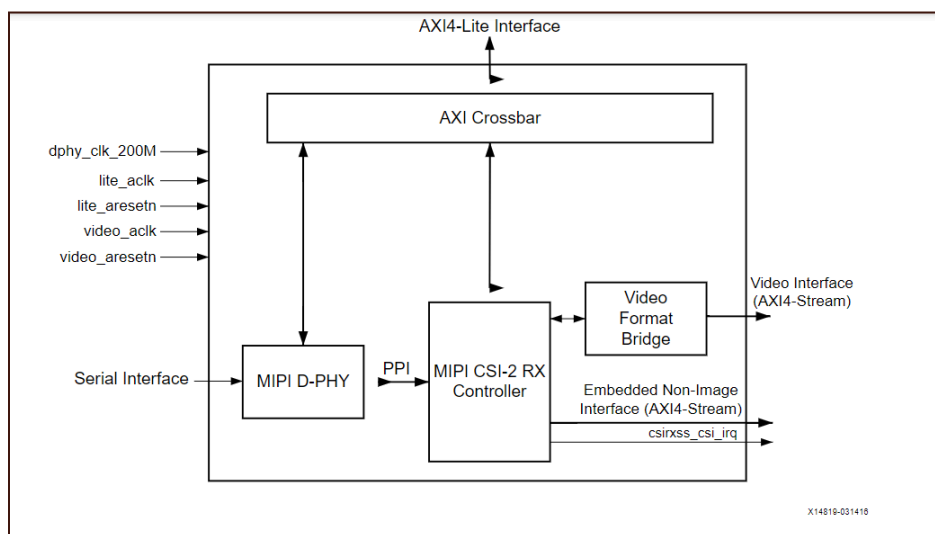 AXI4-Lite Interface
AXI Crossbar
dphy_clk_200M
lite_aclk
lite_aresetn
video_aclk
video_aresetn
Video
Format
Bridge
Video Interface
(AXI4-Stream)
Serial Interface
MIPI D-PHY
PPI
MIPI CSI-2 RX
Controller
Embedded Non-Image
Interface (AXI4-Stream)
csirxss_csi_irq
X14819-031416